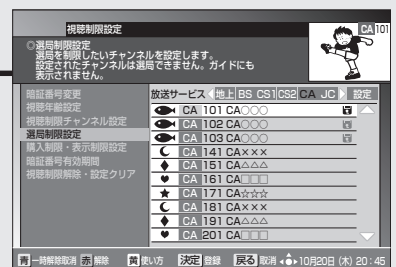 視聴制限設定
CA 101
◎選局制限設定
選局を制限したいチャンネルを設定します。
設定されたチャンネルは選局できません。ガイドにも
表示されません。
暗証番号変更
視聴年齢設定
視聴制限チャンネル設定
選局制限設定
購入制限・表示制限設定
暗証番号有効期間
視聴制限解除・設定クリア
放送サービス 地上 BS CS1 CS2 CA JC 設定
CA 101 CA○○○
CA 102 CA○○○
CA 103 CA○○○
CA 141 CA×××
CA 151 CA△△△
CA 161 CA□□□
CA 171 CA☆☆☆
CA 181 CA×××
CA 191 CA△△△
CA 201 CA□□□
青 一時解除取消 赤 解除 黄 使い方 決定 登録 戻る 取消 10月20日 (木) 20:45